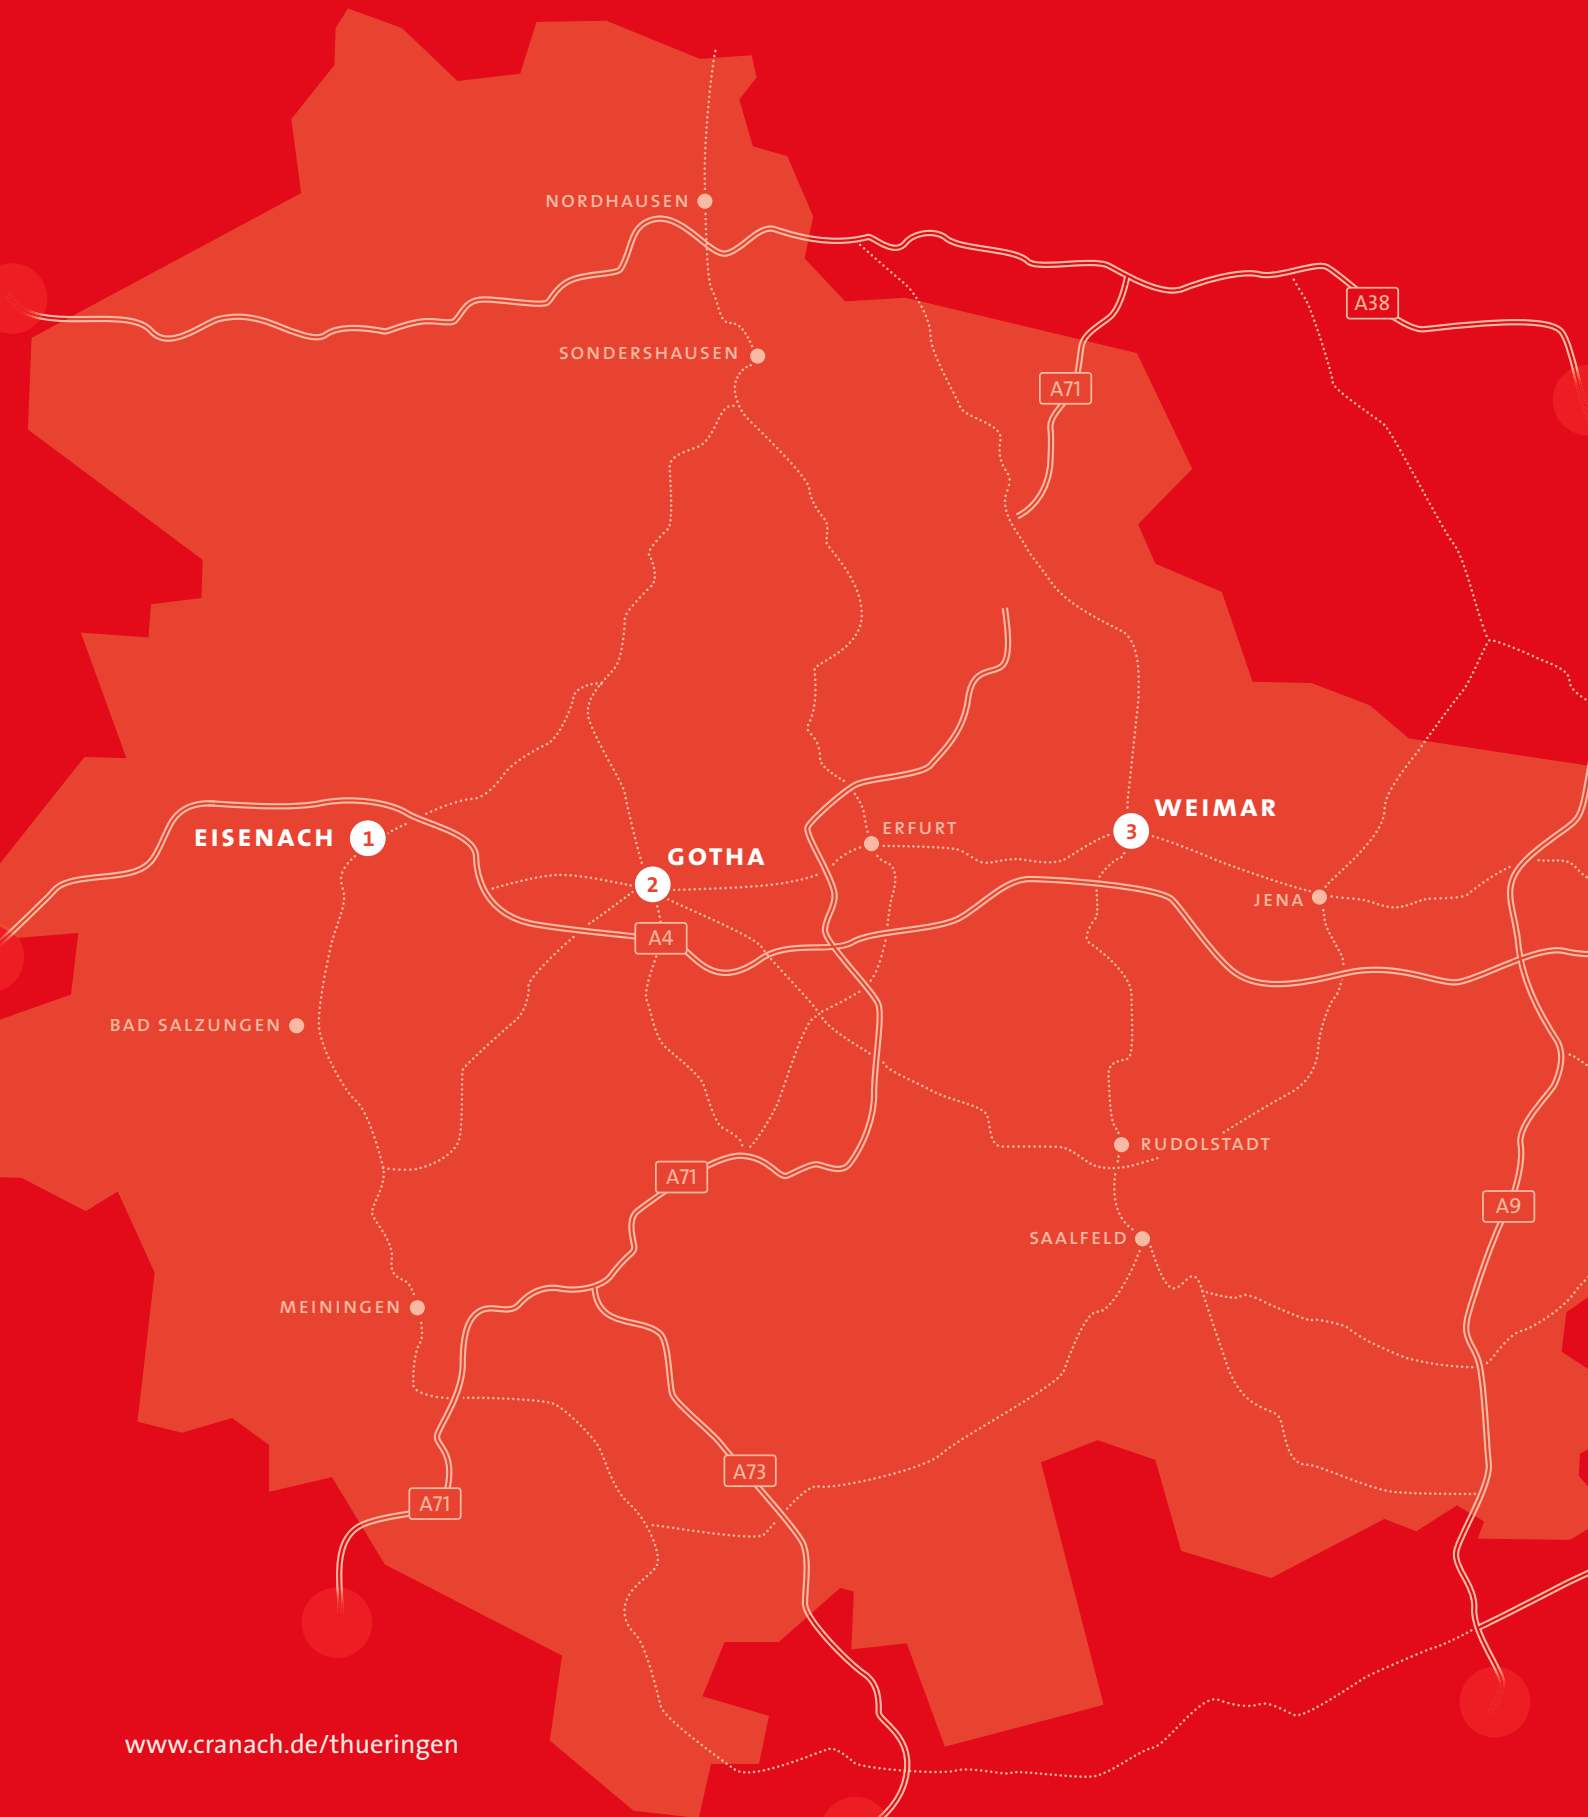 NORDHAUSEN
A38
SONDERSHAUSEN
A71
WEIMAR
3
ERFURT
EISENACH 1
GOTHA
2
JENA
A4
BAD SALZUNGEN
RUDOLSTADT
A71
A9
SAALFELD
MEININGEN
A73
A71
www.cranach.de/thueringen